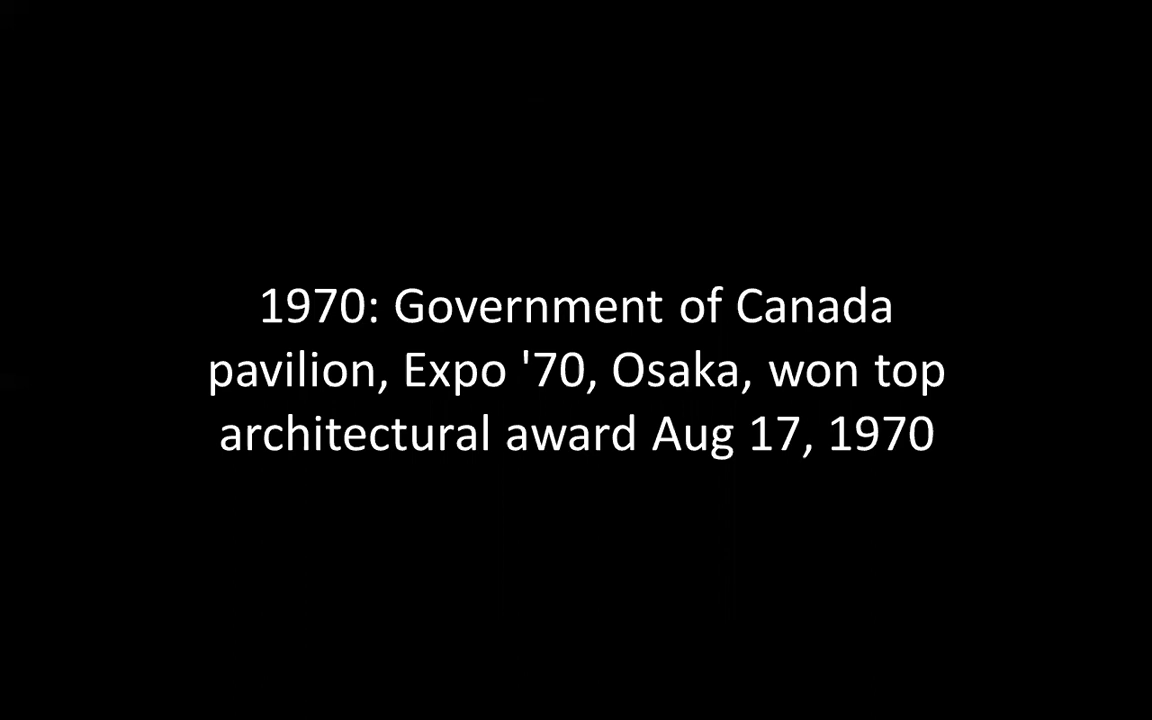 1970: Government of Canada
pavilion, Expo '70, Osaka, won top
architectural award Aug 17, 1970